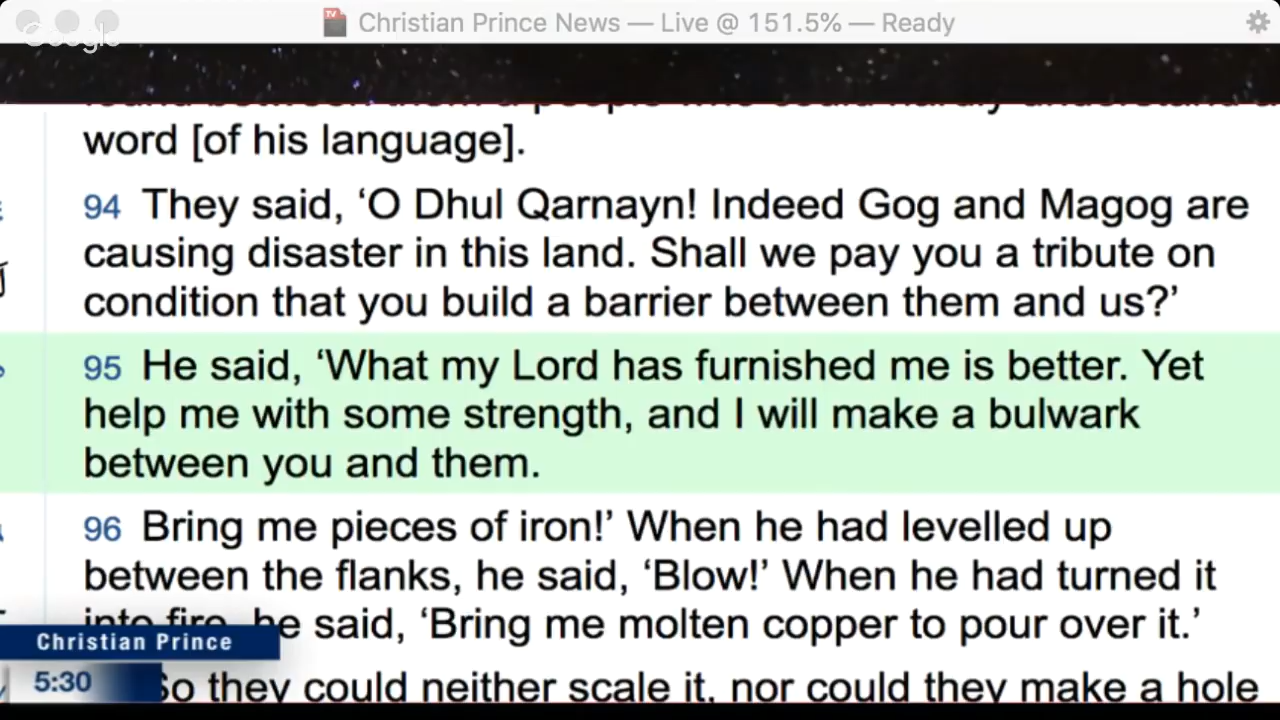 Christian Prince News — Live @ 151.5% — Ready
Google
word [of his language].
94 They said, ‘O Dhul Qarnayn! Indeed Gog and Magog are
causing disaster in this land. Shall we pay you a tribute on
condition that you build a barrier between them and us?’
95 He said, ‘What my Lord has furnished me is better. Yet
help me with some strength, and I will make a bulwark
between you and them.
96 Bring me pieces of iron!’ When he had levelled up
between the flanks, he said, ‘Blow!’ When he had turned it
into fire, he said, ‘Bring me molten copper to pour over it.’
So they could neither scale it, nor could they make a hole
Christian Prince
5:30